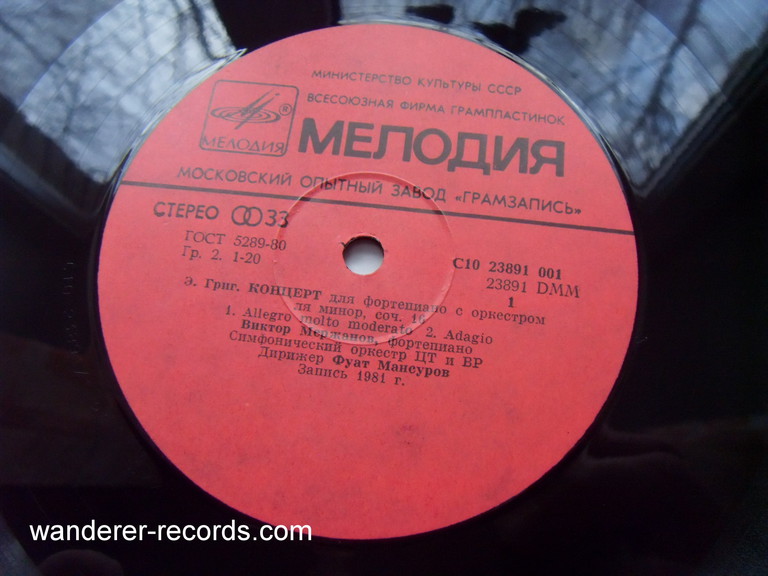 МИНИСТЕРСТВО КУЛЬТУРЫ СССР
ВСЕСОЮЗНАЯ ФИРМА ГРАМПЛАСТИНОК
® МЕЛОДИЯ
МЕЛОДИЯ
МОСКОВСКИЙ ОПЫТНЫЙ ЗАВОД «ГРАМЗАПИСЬ»
СТЕРЕО 33
ГОСТ 5289-80
Гр. 2. 1-20
С10 23891 001
23891 DMM
1
Э. Григ. КОНЦЕРТ для фортепиано с оркестром
ля минор, соч. 16
1. Allegro molto moderato 2. Adagio
Виктор Мержанов, фортепиано
Симфонический оркестр ЦТ и ВР
Дирижер Фуат Мансуров
Запись 1981 г.
wanderer-records.com